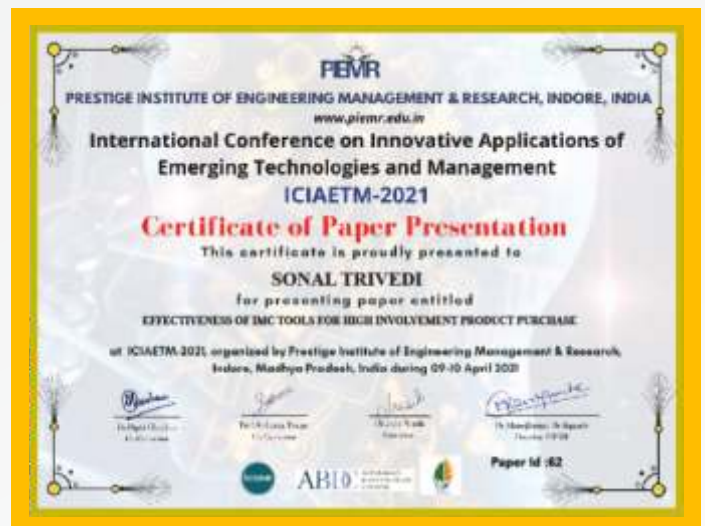 PIEMR
PRESTIGE INSTITUTE OF ENGINEERING MANAGEMENT & RESEARCH, INDORE, INDIA
www.piemr.edu.in
International Conference on Innovative Applications of
Emerging Technologies and Management
ICIAETM-2021
Certificate of Paper Presentation
This certificate is proudly presented to
SONAL TRIVEDI
for presenting paper entitled
EFFECTIVENESS OF IMC TOOLS FOR HIGH INVOLVEMENT PRODUCT PURCHASE
at ICIAETM-2021, organized by Prestige Institute of Engineering Management & Research,
Indore, Madhya Pradesh, India during 09-10 April 2021
Paper Id :62